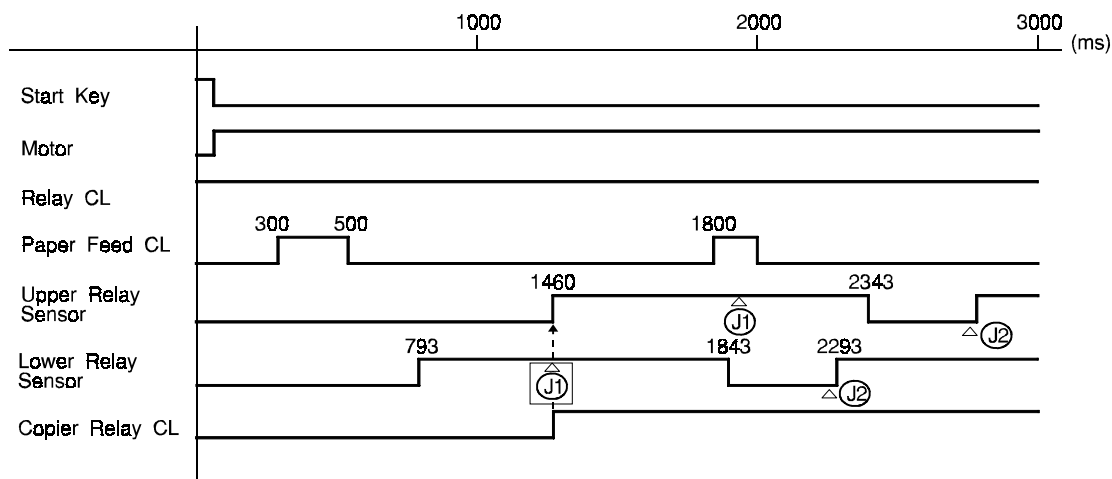 1000 2000 3000
(ms)
Start Key
Motor
Relay CL
300 500 1800
Paper Feed CL
1460 2343
Upper Relay
Sensor
J1
J2
793 1843 2293
Lower Relay
Sensor
J1
J2
Copier Relay CL